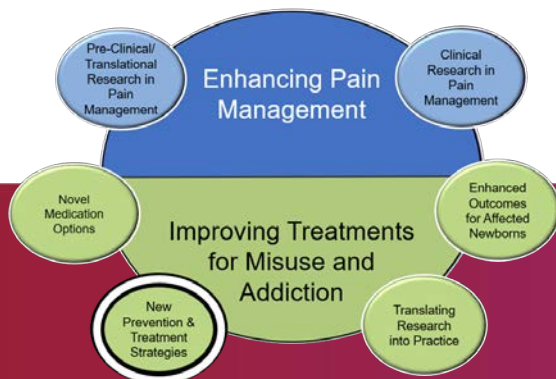 Pre-Clinical/
Translational
Research in
Pain
Management
Enhancing Pain
Management
Clinical
Research in
Pain
Management
Novel
Medication
Options
Improving Treatments
for Misuse and
Addiction
Enhanced
Outcomes
for Affected
Newborns
New
Prevention &
Treatment
Strategies
Translating
Research
into Practice